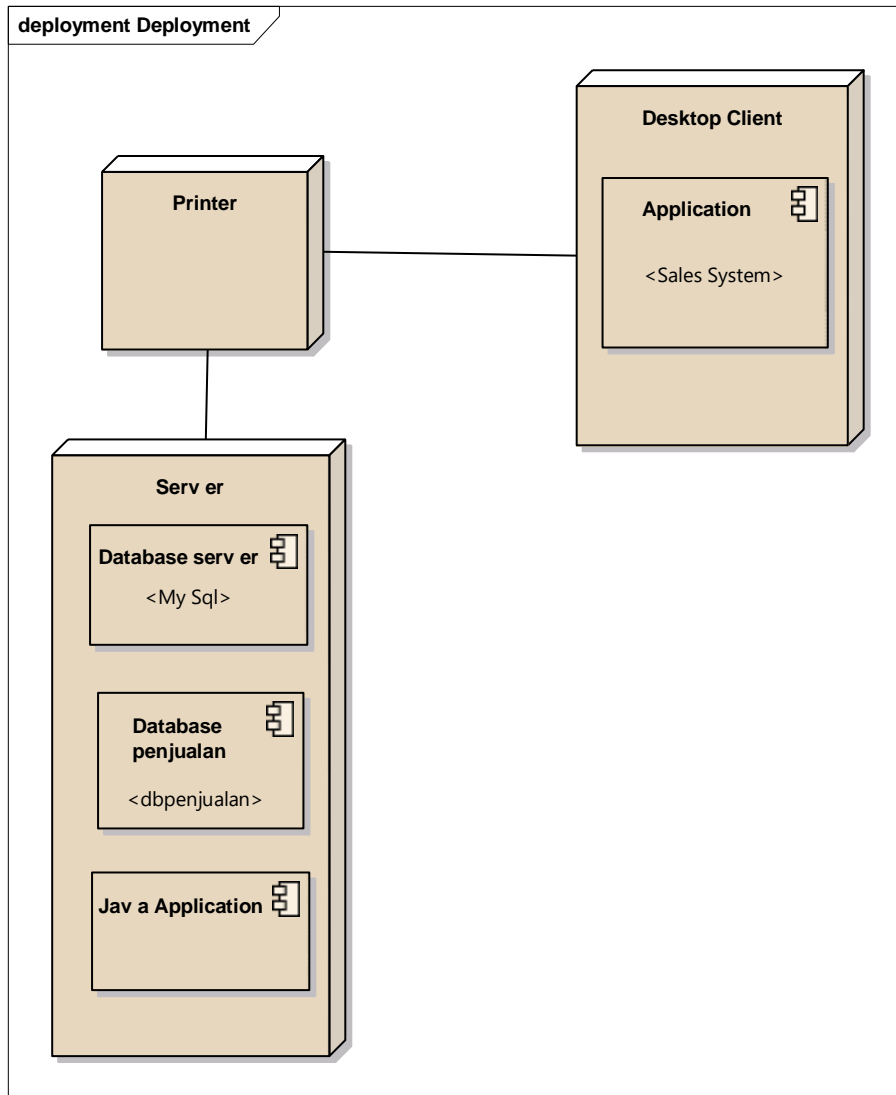 deployment Deployment
Desktop Client
Printer
Application
<Sales System>
Serv er
Database serv er
<My Sql>
Database
penjualan
<dbpenjualan>
Jav a Application